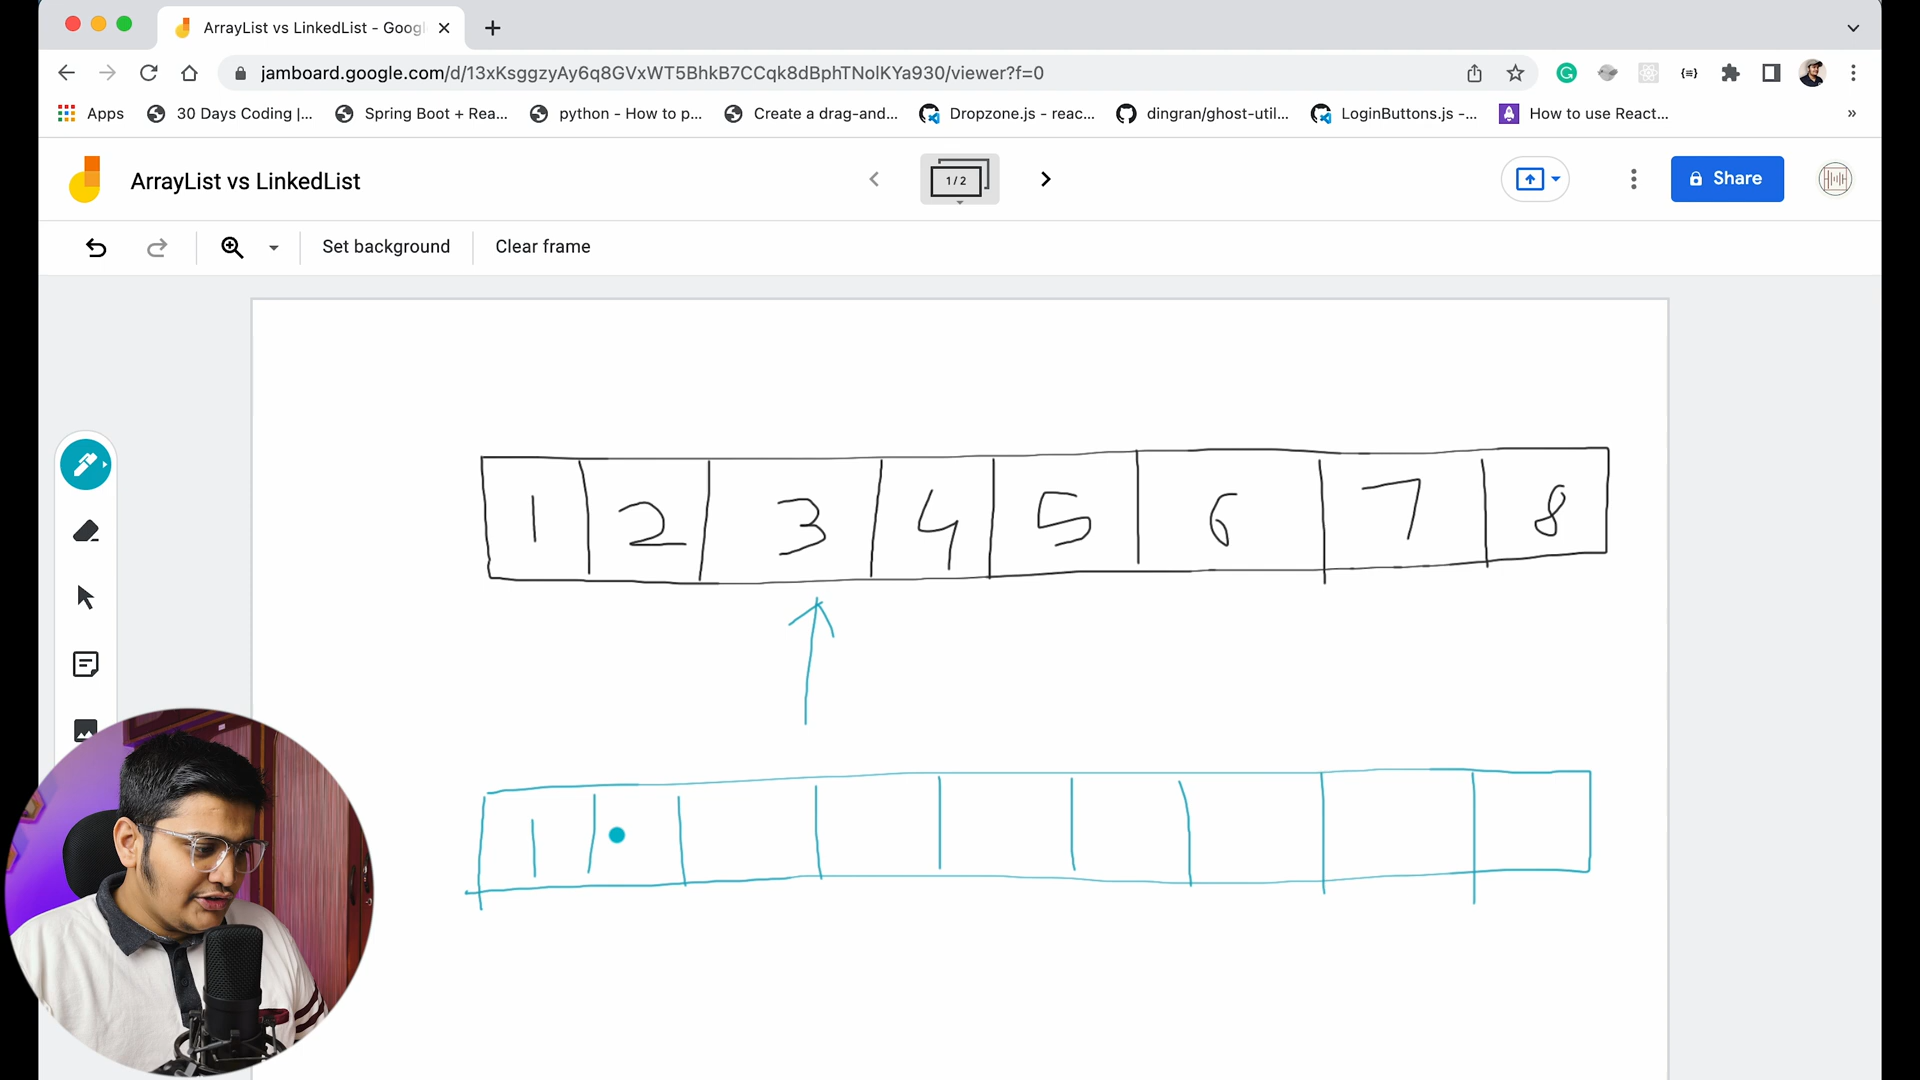 ArrayList vs LinkedList - Goog
jamboard.google.com/d/13xKsggzyAy6q8GVxWT5BhkB7CCqk8dBphTNolKYa930/viewer?f=0
Apps 30 Days Coding |... Spring Boot + Rea... python - How to p... Create a drag-and... Dropzone.js - reac... dingran/ghost-util... LoginButtons.js -... How to use React... »
ArrayList vs LinkedList 1 / 2 Share
Set background Clear frame
1 2 3 4 5 6 7 8
1